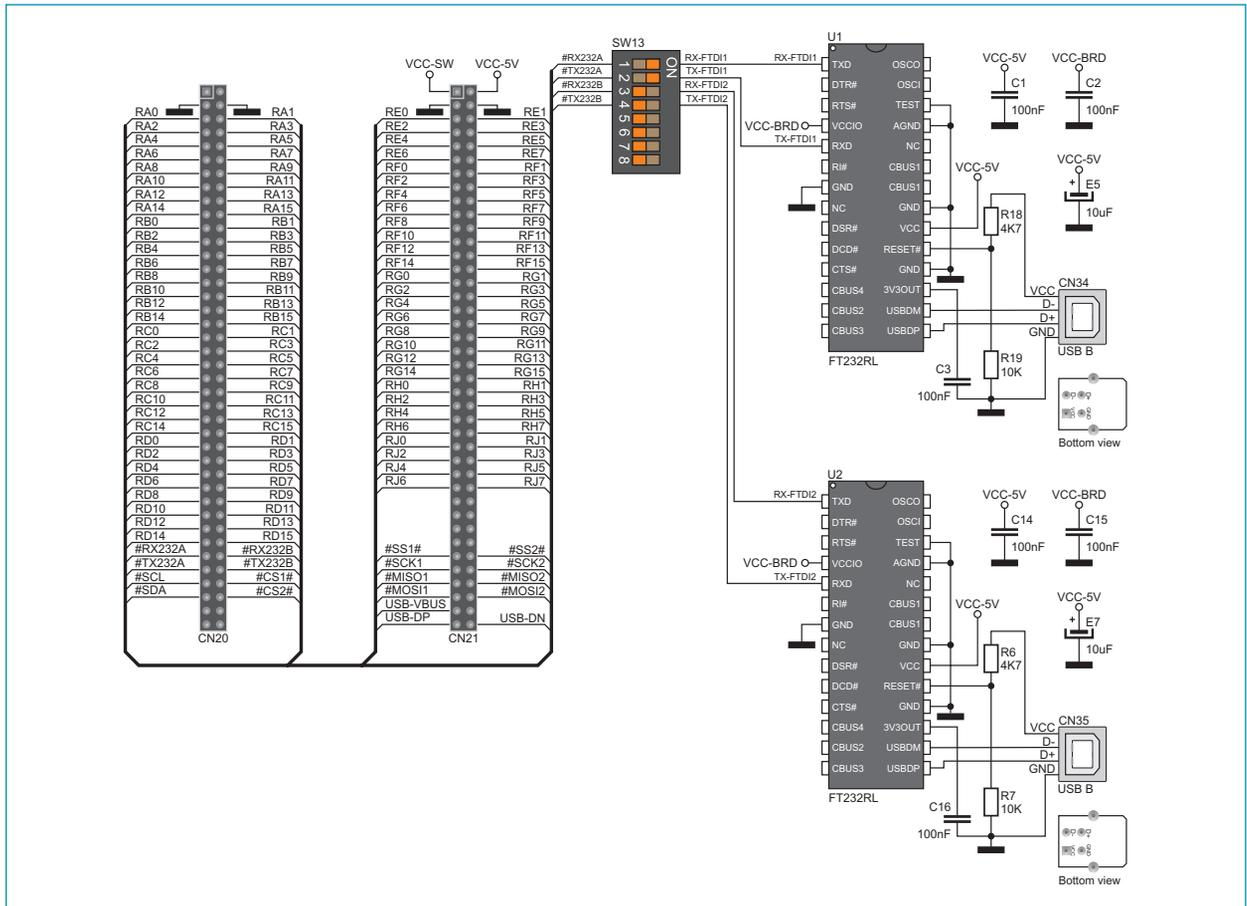 SW13
ON
1
2
3
4
5
6
7
8
#RX232A
#TX232A
#RX232B
#TX232B
RX-FTDI1
TX-FTDI1
RX-FTDI2
TX-FTDI2
VCC-SW VCC-5V
RA0 RA1
RA2 RA3
RA4 RA5
RA6 RA7
RA8 RA9
RA10 RA11
RA12 RA13
RA14 RA15
RB0 RB1
RB2 RB3
RB4 RB5
RB6 RB7
RB8 RB9
RB10 RB11
RB12 RB13
RB14 RB15
RC0 RC1
RC2 RC3
RC4 RC5
RC6 RC7
RC8 RC9
RC10 RC11
RC12 RC13
RC14 RC15
RD0 RD1
RD2 RD3
RD4 RD5
RD6 RD7
RD8 RD9
RD10 RD11
RD12 RD13
RD14 RD15
#RX232A #RX232B
#TX232A #TX232B
#SCL #CS1#
#SDA #CS2#
CN20
RE0 RE1
RE2 RE3
RE4 RE5
RE6 RE7
RF0 RF1
RF2 RF3
RF4 RF5
RF6 RF7
RF8 RF9
RF10 RF11
RF12 RF13
RF14 RF15
RG0 RG1
RG2 RG3
RG4 RG5
RG6 RG7
RG8 RG9
RG10 RG11
RG12 RG13
RG14 RG15
RH0 RH1
RH2 RH3
RH4 RH5
RH6 RH7
RJ0 RJ1
RJ2 RJ3
RJ4 RJ5
RJ6 RJ7
#SS1# #SS2#
#SCK1 #SCK2
#MISO1 #MISO2
#MOSI1 #MOSI2
USB-VBUS
USB-DP USB-DN
CN21
U1
RX-FTDI1
VCC-BRD
TX-FTDI1
TXD OSCO
DTR# OSCI
RTS# TEST
VCCIO AGND
RXD NC
RI# CBUS1
GND CBUS1
NC GND
DSR# VCC
DCD# RESET#
CTS# GND
CBUS4 3V3OUT
CBUS2 USBDM
CBUS3 USBDP
FT232RL
VCC-5V
C1
100nF
VCC-BRD
C2
100nF
VCC-5V
VCC-5V
+
E5
10uF
R18
4K7
R19
10K
C3
100nF
CN34
VCC
D-
D+
GND
USB B
D- D+
VCC GND
Bottom view
U2
RX-FTDI2
VCC-BRD
TX-FTDI2
TXD OSCO
DTR# OSCI
RTS# TEST
VCCIO AGND
RXD NC
RI# CBUS1
GND CBUS1
NC GND
DSR# VCC
DCD# RESET#
CTS# GND
CBUS4 3V3OUT
CBUS2 USBDM
CBUS3 USBDP
FT232RL
VCC-5V
C14
100nF
VCC-BRD
C15
100nF
VCC-5V
VCC-5V
+
E7
10uF
R6
4K7
R7
10K
C16
100nF
CN35
VCC
D-
D+
GND
USB B
D- D+
VCC GND
Bottom view